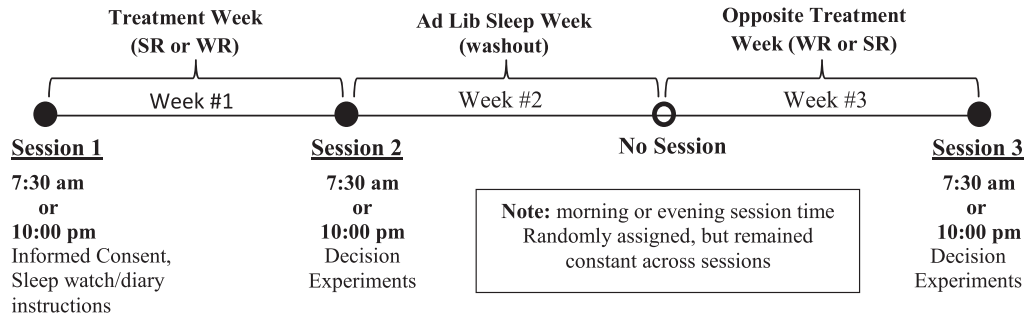 Treatment Week
(SR or WR)
Ad Lib Sleep Week
(washout)
Opposite Treatment
Week (WR or SR)
Week #1
Week #2
Week #3
Session 1
7:30 am
or
10:00 pm
Informed Consent,
Sleep watch/diary
instructions
Session 2
7:30 am
or
10:00 pm
Decision
Experiments
No Session
Note: morning or evening session time
Randomly assigned, but remained
constant across sessions
Session 3
7:30 am
or
10:00 pm
Decision
Experiments